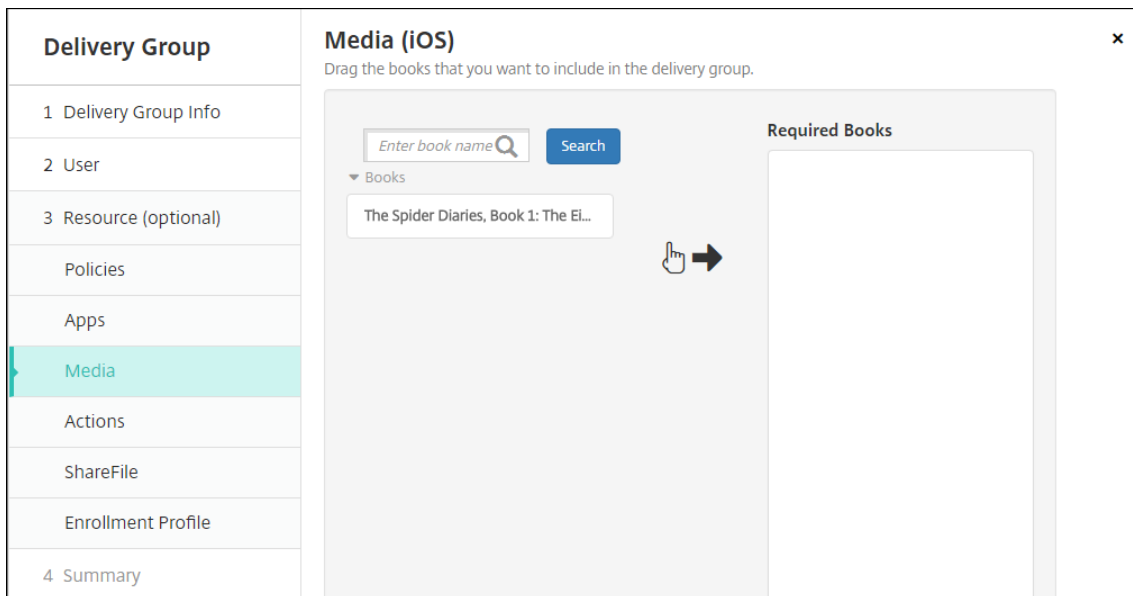 Delivery Group
1 Delivery Group Info
2 User
3 Resource (optional)
Policies
Apps
Media
Actions
ShareFile
Enrollment Profile
4 Summary
Media (iOS)
×
Drag the books that you want to include in the delivery group.
Enter book name
Search
Books
The Spider Diaries, Book 1: The Ei...
Required Books